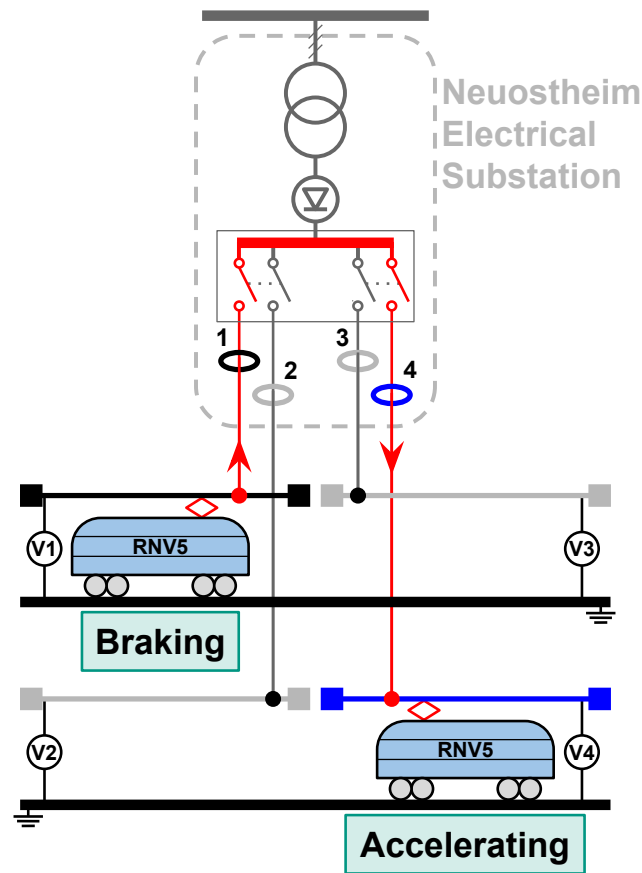 Neuostheim
Electrical
Substation
1
2
3
4
V1
RNV5
V3
Braking
V2
RNV5
V4
Accelerating